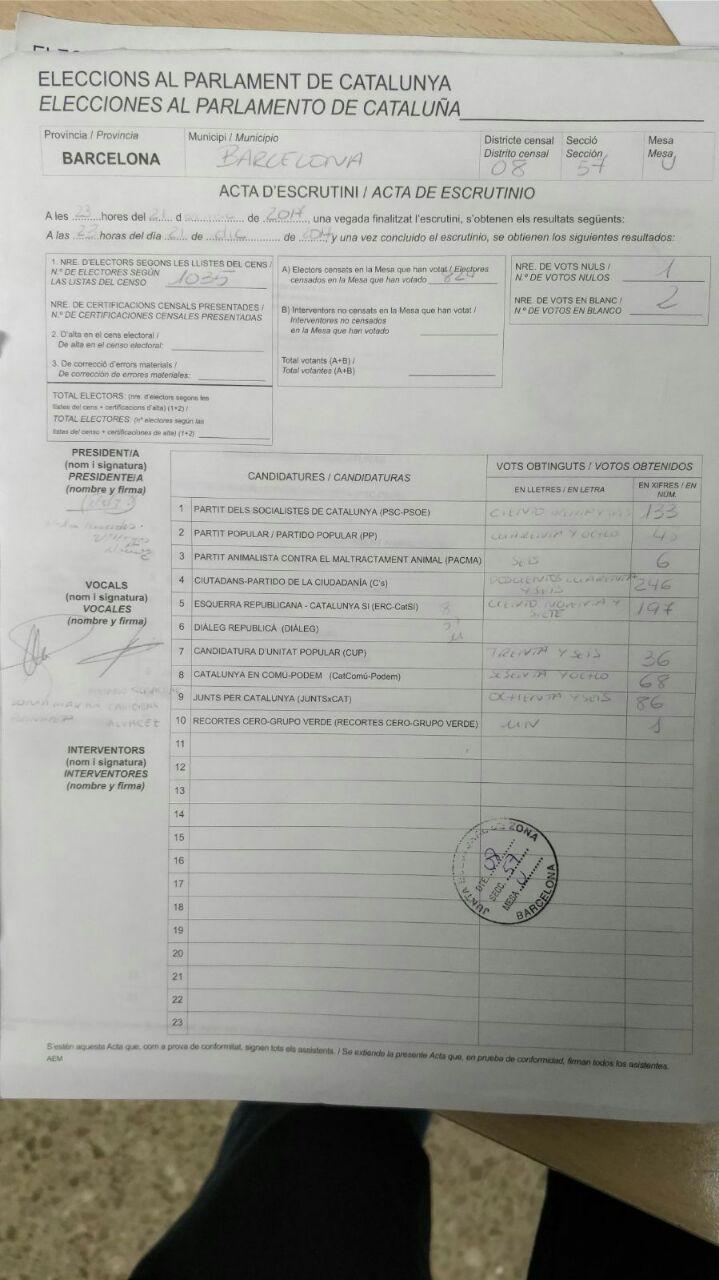 ELECCIONS AL PARLAMENT DE CATALUNYA
ELECCIONES AL PARLAMENTO DE CATALUÑA
Província / Provincia
BARCELONA
Municipi / Municipio
BARCELONA
Districte censal
Distrito censal
08
Secció
Sección
57
Mesa
Mesa
U
ACTA D'ESCRUTINI / ACTA DE ESCRUTINIO
A les 23 hores del 21 d de 2017, una vegada finalitzat l'escrutini, s'obtenen els resultats següents:
A las 23 horas del día 21 de dic de 2017 y una vez concluido el escrutinio, se obtienen los siguientes resultados:
1. NRE. D'ELECTORS SEGONS LES LLISTES DEL CENS /
N.º DE ELECTORES SEGÚN
LAS LISTAS DEL CENSO 1035
NRE. DE CERTIFICACIONS CENSALS PRESENTADES /
N.º DE CERTIFICACIONES CENSALES PRESENTADAS
2. D'alta en el cens electoral /
De alta en el censo electoral:
3. De correcció d'errors materials /
De corrección de errores materiales:
TOTAL ELECTORS: (nre. d'electors segons les
llistes del cens + certificacions d'alta) (1+2) /
TOTAL ELECTORES: (nº electores según las
listas del censo + certificaciones de alta) (1+2)
A) Electors censats en la Mesa que han votat / Electores
censados en la Mesa que han votado 824
B) Interventors no censats en la Mesa que han votat /
Interventores no censados
en la Mesa que han votado
Total votants (A+B) /
Total votantes (A+B)
NRE. DE VOTS NULS /
N.º DE VOTOS NULOS 1
NRE. DE VOTS EN BLANC /
N.º DE VOTOS EN BLANCO 2
PRESIDENT/A
(nom i signatura)
PRESIDENTE/A
(nombre y firma)
VOCALS
(nom i signatura)
VOCALES
(nombre y firma)
INTERVENTORS
(nom i signatura)
INTERVENTORES
(nombre y firma)
CANDIDATURES / CANDIDATURAS
VOTS OBTINGUTS / VOTOS OBTENIDOS
EN LLETRES / EN LETRA
EN XIFRES / EN
NÚM.
1 PARTIT DELS SOCIALISTES DE CATALUNYA (PSC-PSOE) 133
2 PARTIT POPULAR / PARTIDO POPULAR (PP) CUARENTA Y OCHO
3 PARTIT ANIMALISTA CONTRA EL MALTRACTAMENT ANIMAL (PACMA) SEIS 6
4 CIUTADANS-PARTIDO DE LA CIUDADANÍA (C's) DOSCIENTOS CUARENTA Y SEIS 246
5 ESQUERRA REPUBLICANA - CATALUNYA SÍ (ERC-CatSí) CIENTO NOVENTA Y SIETE 197
6 DIÀLEG REPUBLICÀ (DIÀLEG)
7 CANDIDATURA D'UNITAT POPULAR (CUP) TREINTA Y SEIS 36
8 CATALUNYA EN COMÚ-PODEM (CatComú-Podem) SESENTA Y OCHO 68
9 JUNTS PER CATALUNYA (JUNTSxCAT) OCHENTA Y SEIS 86
10 RECORTES CERO-GRUPO VERDE (RECORTES CERO-GRUPO VERDE) UN 1
11
12
13
14
15
16
17
18
19
20
21
22
23
JUNTA ZONA
DTE. 08
SECC. 57
MESA U
BARCELONA
S'estén aquesta Acta que, com a prova de conformitat, signen tots els assistents. / Se extiende la presente Acta que, en prueba de conformidad, firman todos los asistentes.
AEM